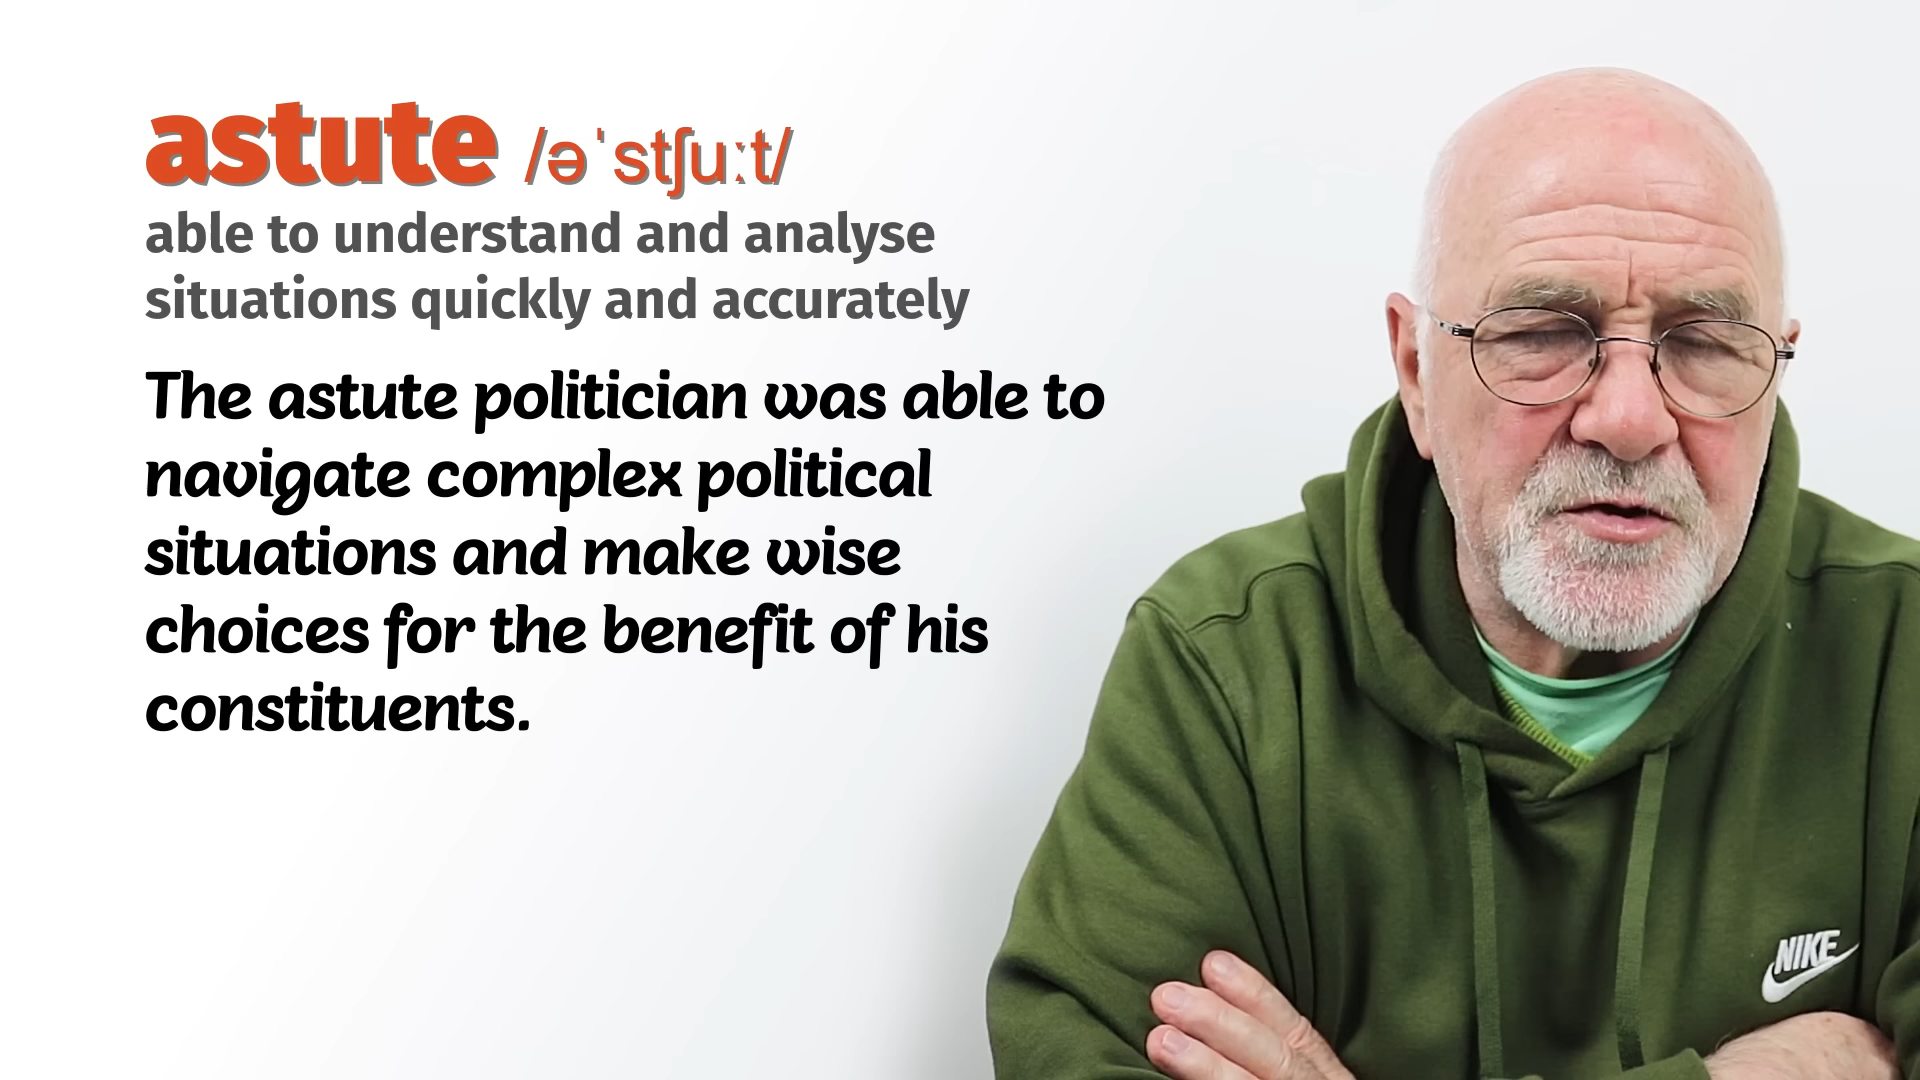 astute /əˈstʃuːt/
able to understand and analyse
situations quickly and accurately
The astute politician was able to
navigate complex political
situations and make wise
choices for the benefit of his
constituents.
NIKE